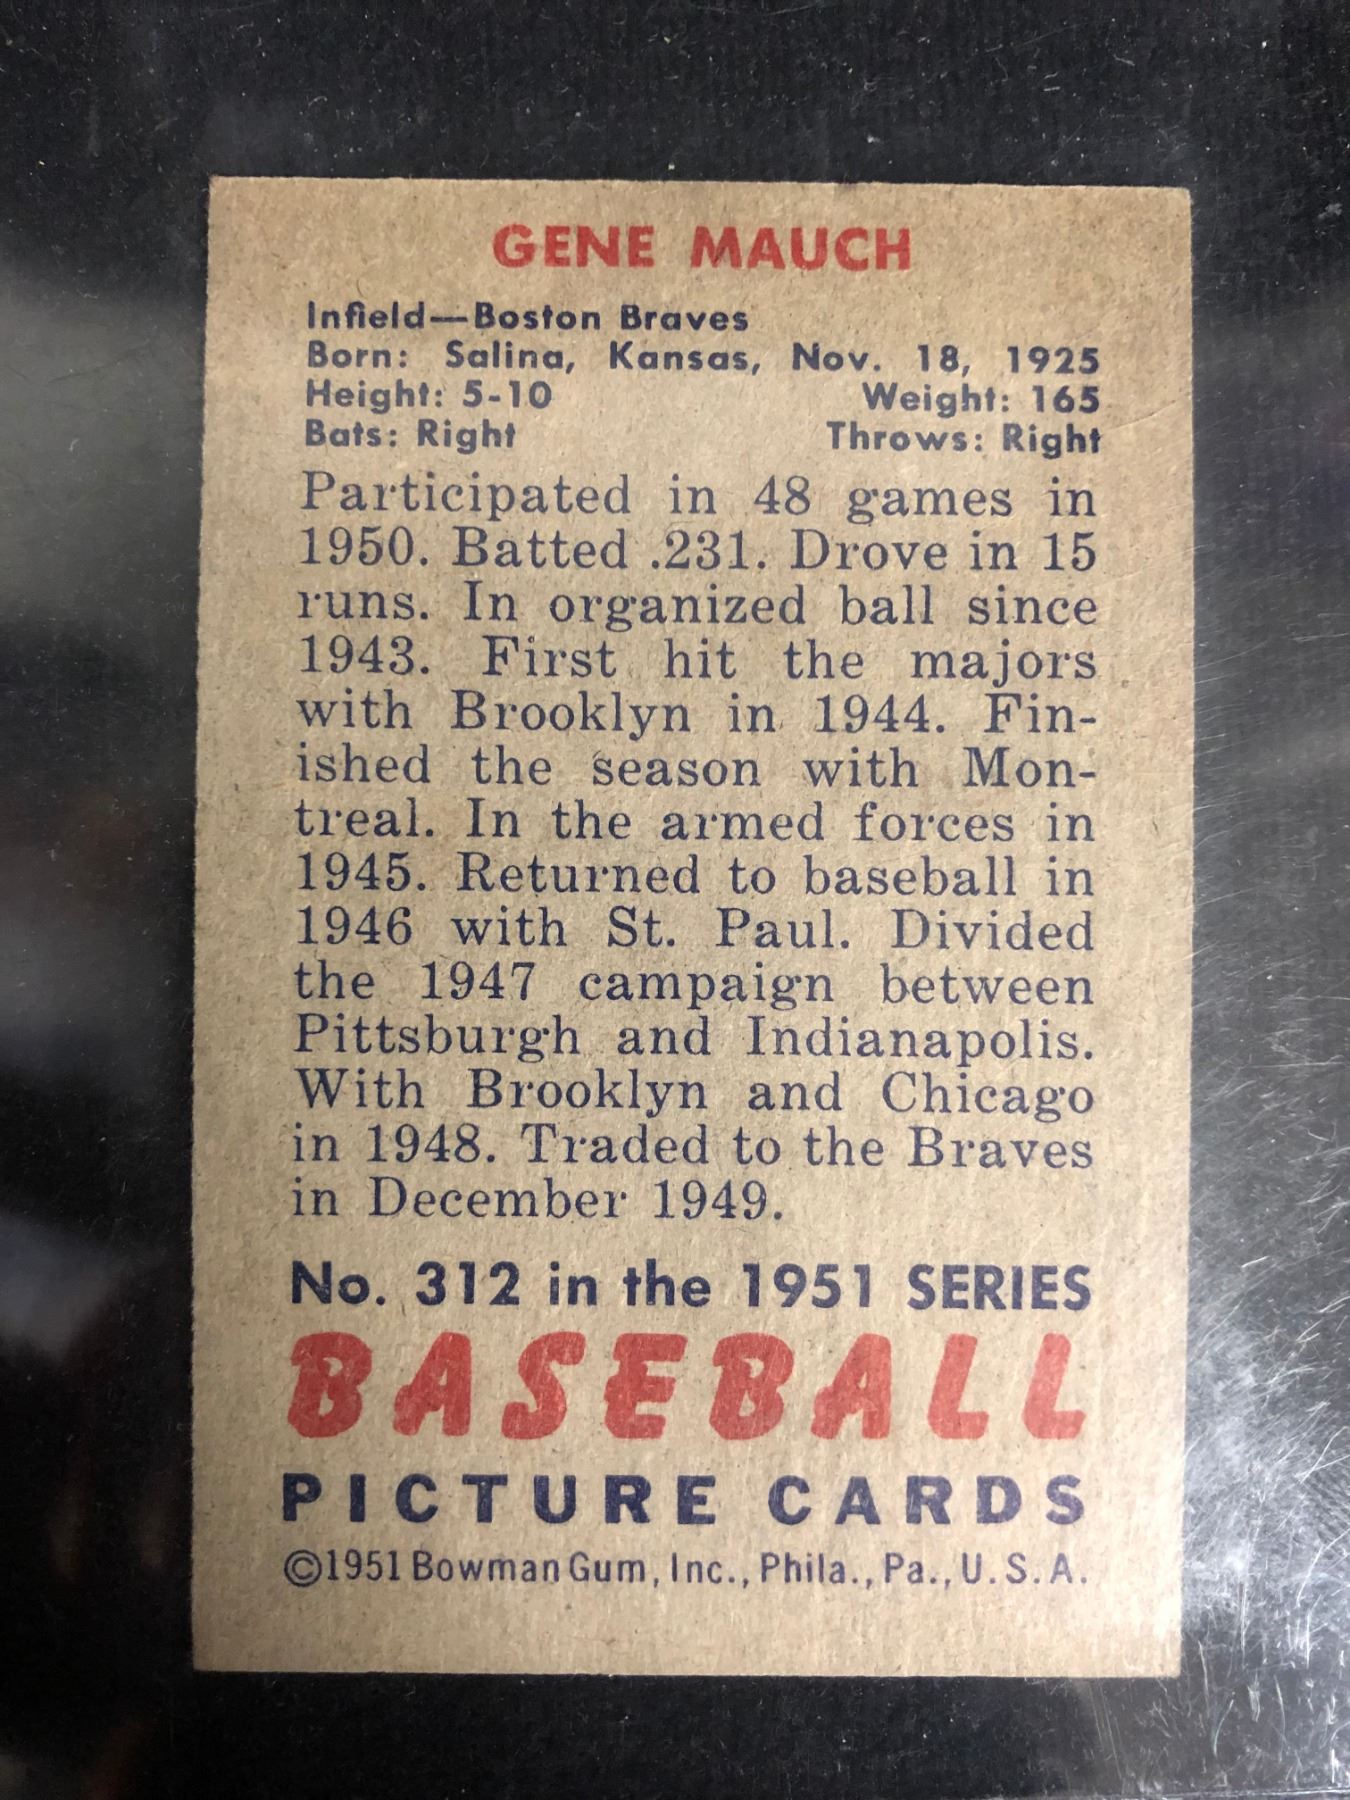 GENE MAUCH
Infield—Boston Braves
Born: Salina, Kansas, Nov. 18, 1925
Height: 5-10 Weight: 165
Bats: Right Throws: Right
Participated in 48 games in
1950. Batted .231. Drove in 15
runs. In organized ball since
1943. First hit the majors
with Brooklyn in 1944. Fin-
ished the season with Mon-
treal. In the armed forces in
1945. Returned to baseball in
1946 with St. Paul. Divided
the 1947 campaign between
Pittsburgh and Indianapolis.
With Brooklyn and Chicago
in 1948. Traded to the Braves
in December 1949.
No. 312 in the 1951 SERIES
BASEBALL
PICTURE CARDS
©1951 Bowman Gum, Inc., Phila., Pa., U.S.A.